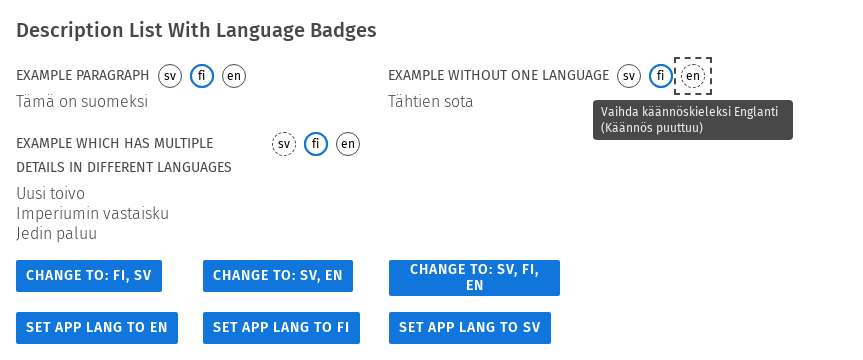 Description List With Language Badges
EXAMPLE PARAGRAPH sv fi en
Tämä on suomeksi
EXAMPLE WITHOUT ONE LANGUAGE sv fi en
Tähtien sota
Vaihda käännöskieleksi Englanti
(Käännös puuttuu)
EXAMPLE WHICH HAS MULTIPLE
DETAILS IN DIFFERENT LANGUAGES
sv fi en
Uusi toivo
Imperiumin vastaisku
Jedin paluu
CHANGE TO: FI, SV
CHANGE TO: SV, EN
CHANGE TO: SV, FI,
EN
SET APP LANG TO EN
SET APP LANG TO FI
SET APP LANG TO SV